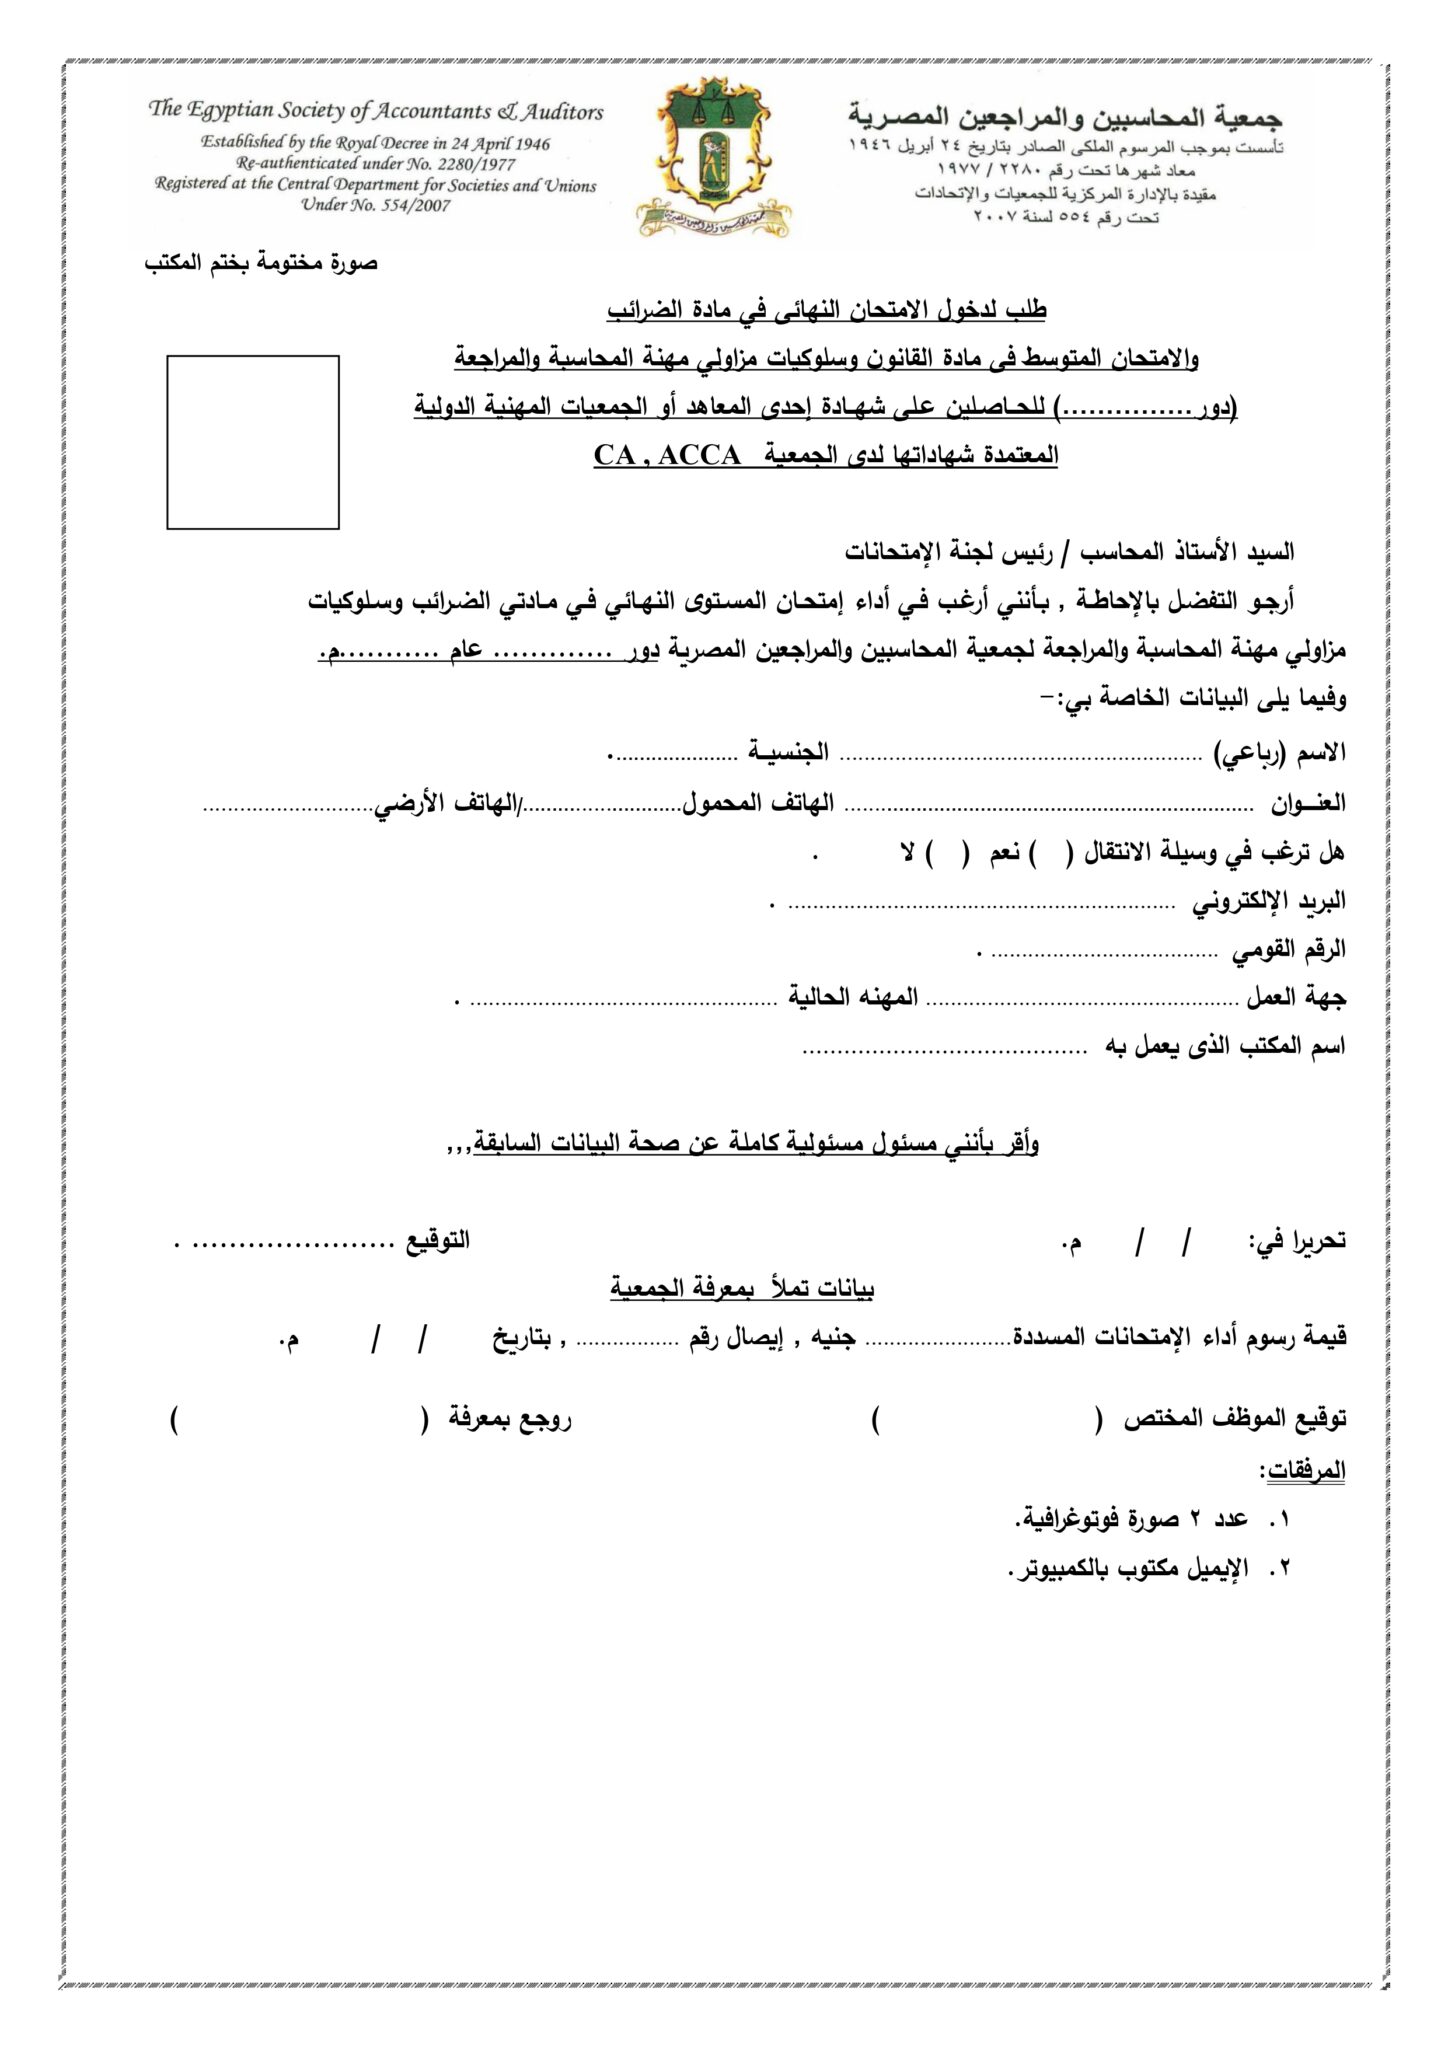 The Egyptian Society of Accountants & Auditors
Established by the Royal Decree in 24 April 1946
Re-authenticated under No. 2280/1977
Registered at the Central Department for Societies and Unions
Under No. 554/2007
جمعية المحاسبين والمراجعين المصرية
تأسست بموجب المرسوم الملكى الصادر بتاريخ ٢٤ أبريل ١٩٤٦
معاد شهرها تحت رقم ٢٢٨٠ / ١٩٧٧
مقيدة بالإدارة المركزية للجمعيات والإتحادات
تحت رقم ٥٥٤ لسنة ٢٠٠٧
جمعية المحاسبين والمراجعين المصرية
صورة مختومة بختم المكتب
طلب لدخول الامتحان النهائى في مادة الضرائب
والامتحان المتوسط فى مادة القانون وسلوكيات مزاولي مهنة المحاسبة والمراجعة
(دور...............) للحاصلين على شهادة إحدى المعاهد أو الجمعيات المهنية الدولية
المعتمدة شهاداتها لدى الجمعية CA , ACCA
السيد الأستاذ المحاسب / رئيس لجنة الإمتحانات
أرجو التفضل بالإحاطة , بأنني أرغب في أداء إمتحان المستوى النهائي في مادتي الضرائب وسلوكيات
مزاولي مهنة المحاسبة والمراجعة لجمعية المحاسبين والمراجعين المصرية دور ............. عام ...........م.
وفيما يلى البيانات الخاصة بي:-
الاسم (رباعي) .......................................................... الجنسية ......................
العنــوان .................................................................. الهاتف المحمول........................../الهاتف الأرضي...........................
هل ترغب في وسيلة الانتقال ( ) نعم ( ) لا .
البريد الإلكتروني .............................................................. .
الرقم القومي .................................... .
جهة العمل .................................................. المهنه الحالية ................................................. .
اسم المكتب الذى يعمل به .........................................
وأقر بأنني مسئول مسئولية كاملة عن صحة البيانات السابقة,,,
تحريرا في: / / م. التوقيع ...................... .
بيانات تملأ بمعرفة الجمعية
قيمة رسوم أداء الإمتحانات المسددة....................... جنيه , إيصال رقم ................. , بتاريخ / / م.
توقيع الموظف المختص ( ) روجع بمعرفة ( )
المرفقات:
١. عدد ٢ صورة فوتوغرافية.
٢. الإيميل مكتوب بالكمبيوتر.